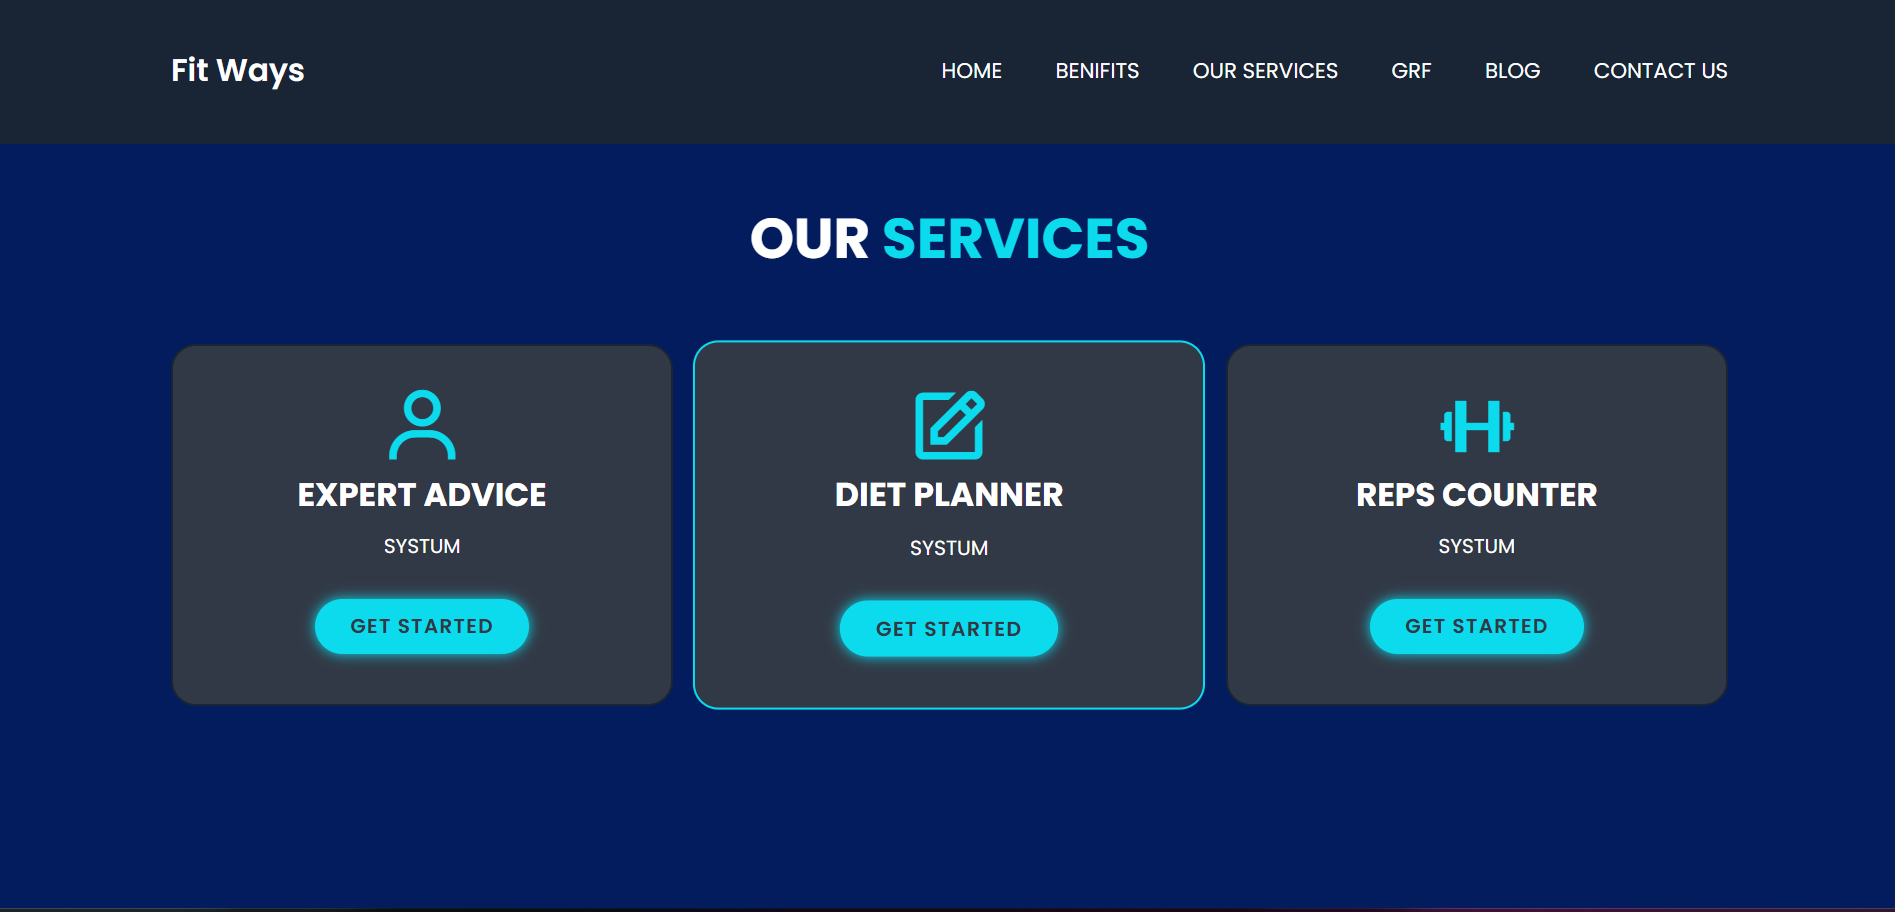 Fit Ways
HOME BENIFITS OUR SERVICES GRF BLOG CONTACT US
OUR SERVICES
EXPERT ADVICE
SYSTUM
GET STARTED
DIET PLANNER
SYSTUM
GET STARTED
REPS COUNTER
SYSTUM
GET STARTED